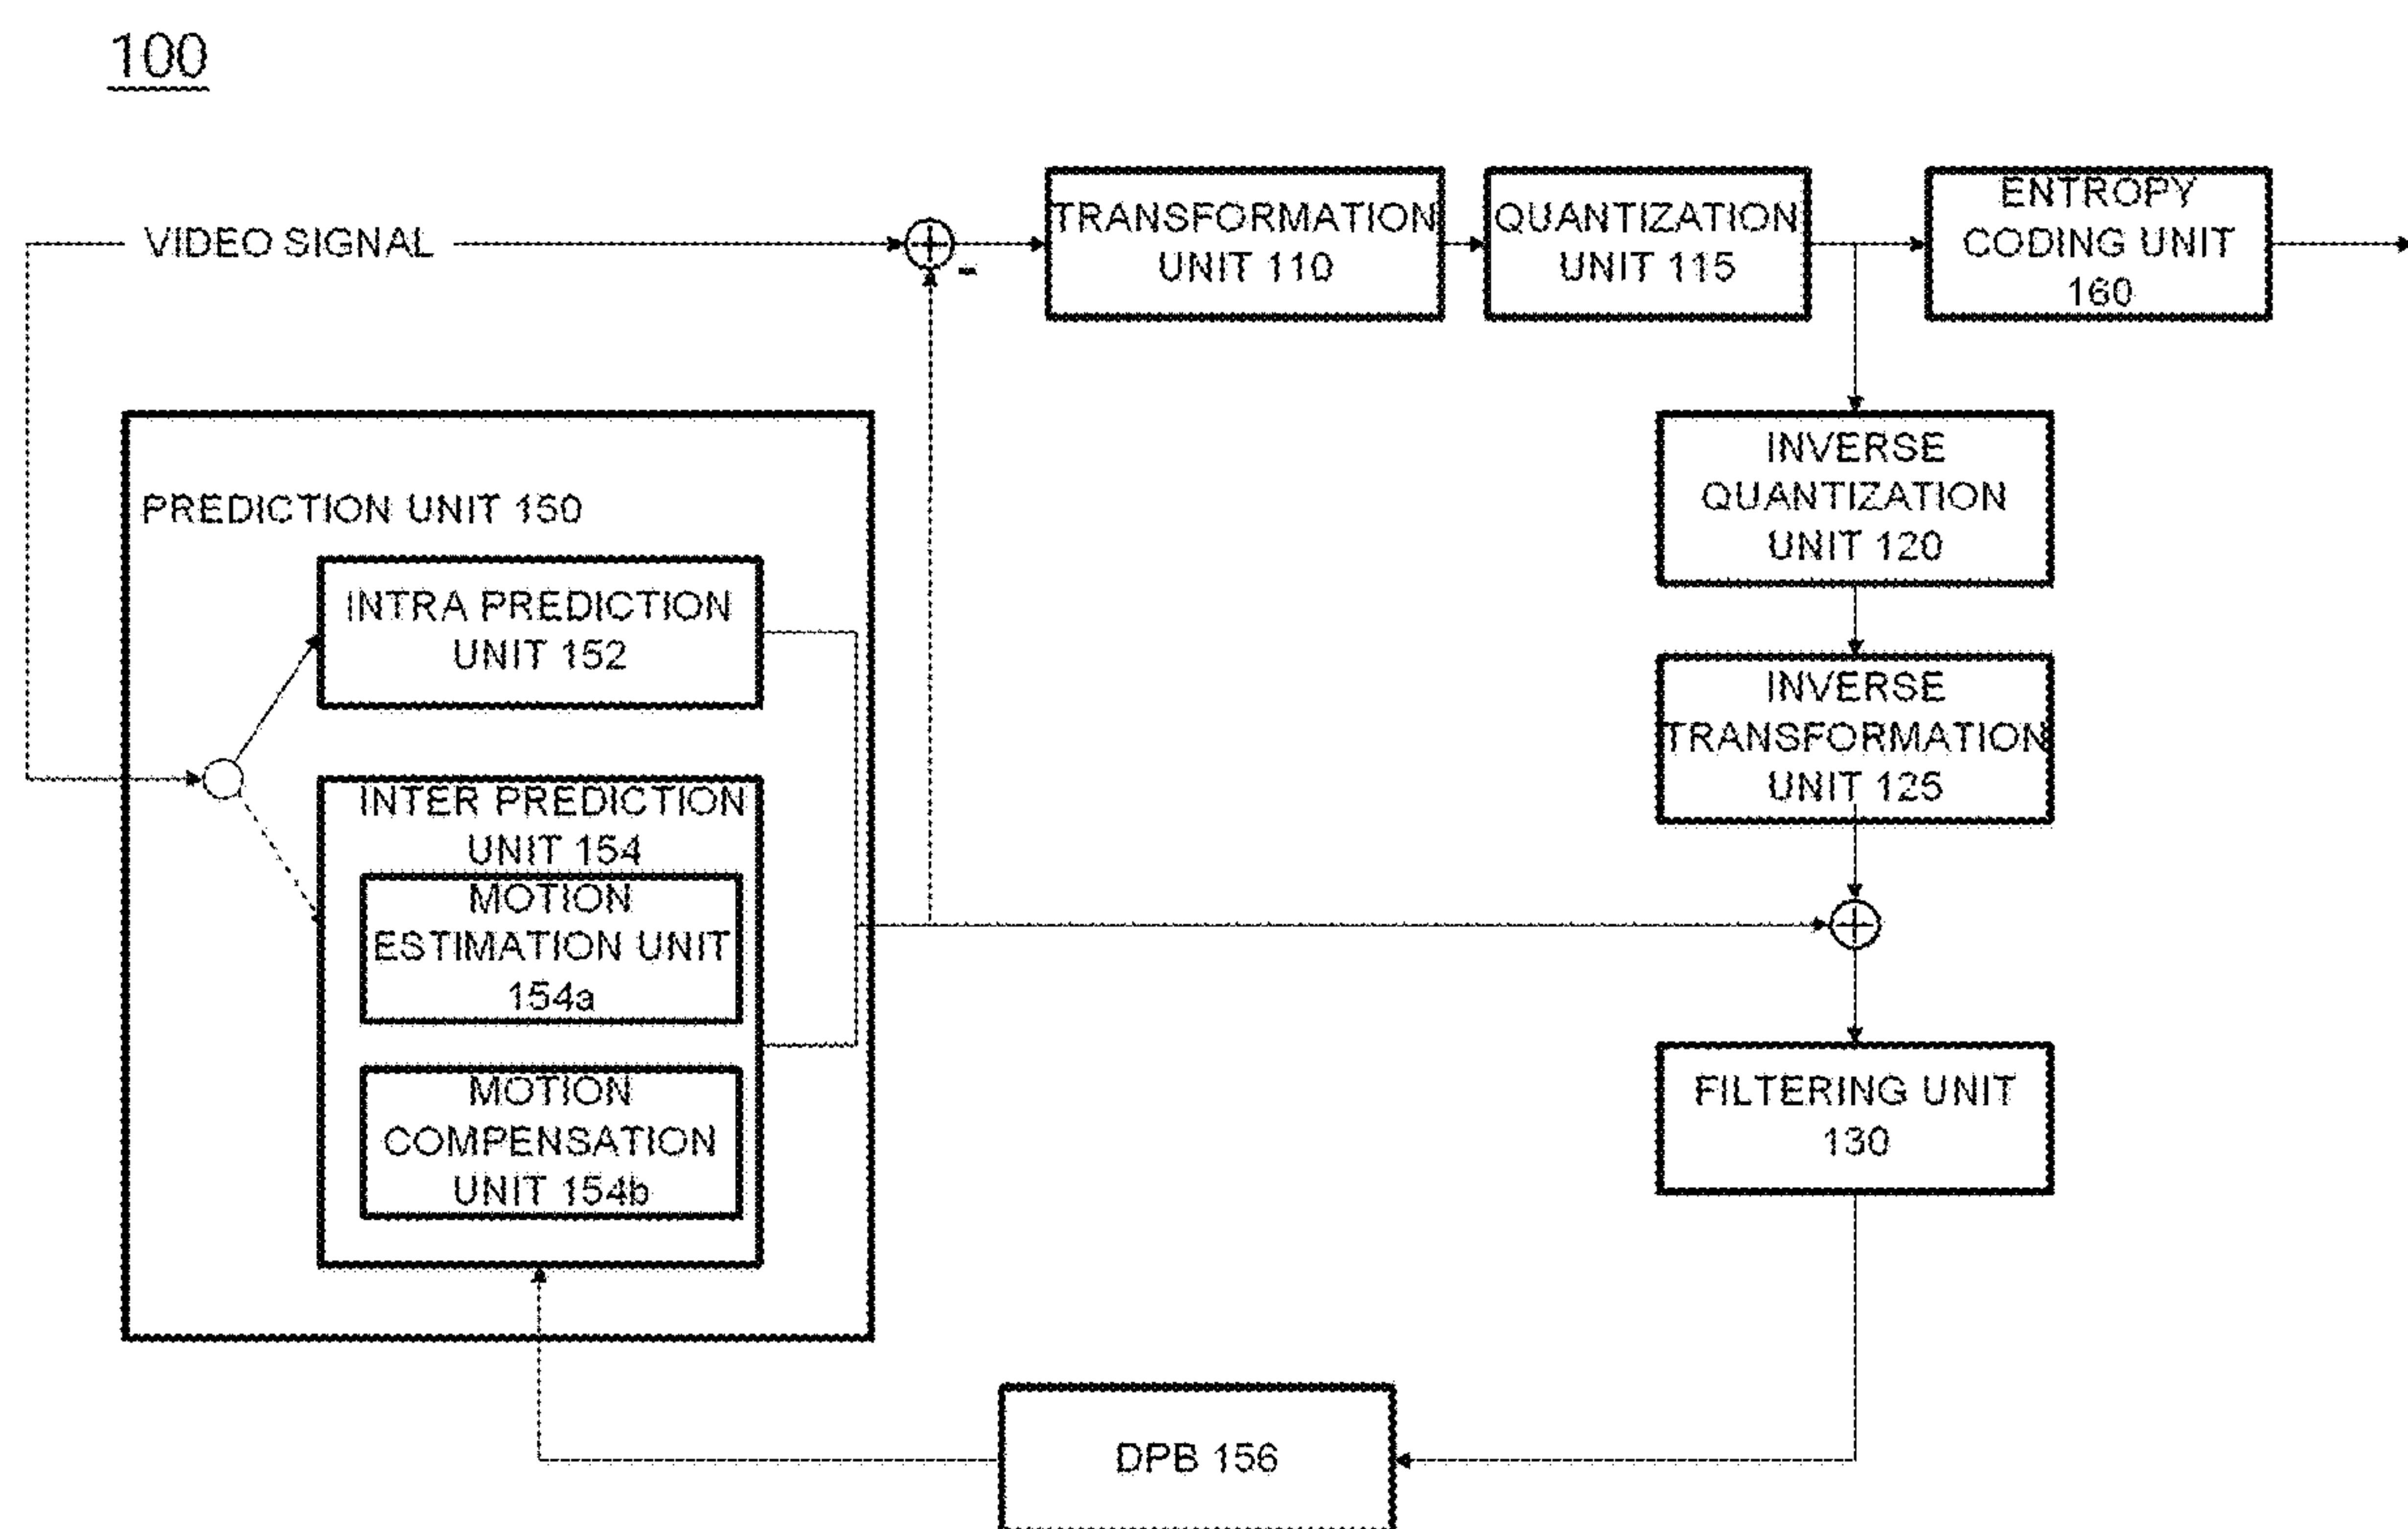 100
VIDEO SIGNAL
TRANSFORMATION
UNIT 110
QUANTIZATION
UNIT 115
ENTROPY
CODING UNIT
160
PREDICTION UNIT 150
INTRA PREDICTION
UNIT 152
INTER PREDICTION
UNIT 154
MOTION
ESTIMATION UNIT
154a
MOTION
COMPENSATION
UNIT 154b
INVERSE
QUANTIZATION
UNIT 120
INVERSE
TRANSFORMATION
UNIT 125
FILTERING UNIT
130
DPB 156